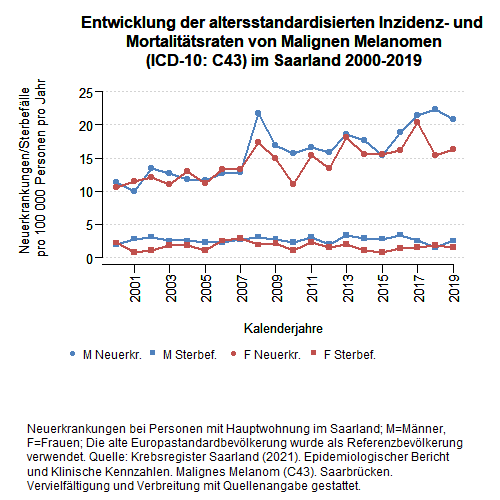 Entwicklung der altersstandardisierten Inzidenz- und
Mortalitätsraten von Malignen Melanomen
(ICD-10: C43) im Saarland 2000-2019
Neuerkrankungen/Sterbefälle
pro 100 000 Personen pro Jahr
25
20
15
10
5
0
2001
2003
2005
2007
2009
2011
2013
2015
2017
2019
Kalenderjahre
M Neuerkr.
M Sterbef.
F Neuerkr.
F Sterbef.
Neuerkrankungen bei Personen mit Hauptwohnung im Saarland; M=Männer,
F=Frauen; Die alte Europastandardbevölkerung wurde als Referenzbevölkerung
verwendet. Quelle: Krebsregister Saarland (2021). Epidemiologischer Bericht
und Klinische Kennzahlen. Malignes Melanom (C43). Saarbrücken.
Vervielfältigung und Verbreitung mit Quellenangabe gestattet.